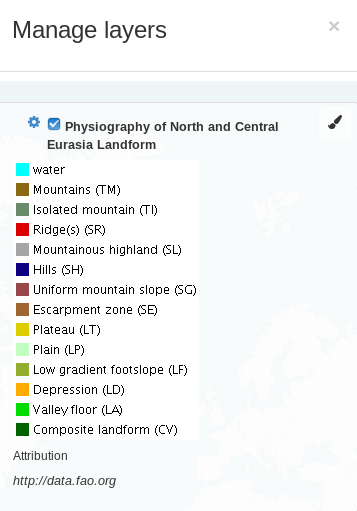 Manage layers
×
Physiography of North and Central
Eurasia Landform
water
Mountains (TM)
Isolated mountain (TI)
Ridge(s) (SR)
Mountainous highland (SL)
Hills (SH)
Uniform mountain slope (SG)
Escarpment zone (SE)
Plateau (LT)
Plain (LP)
Low gradient footslope (LF)
Depression (LD)
Valley floor (LA)
Composite landform (CV)
Attribution
http://data.fao.org